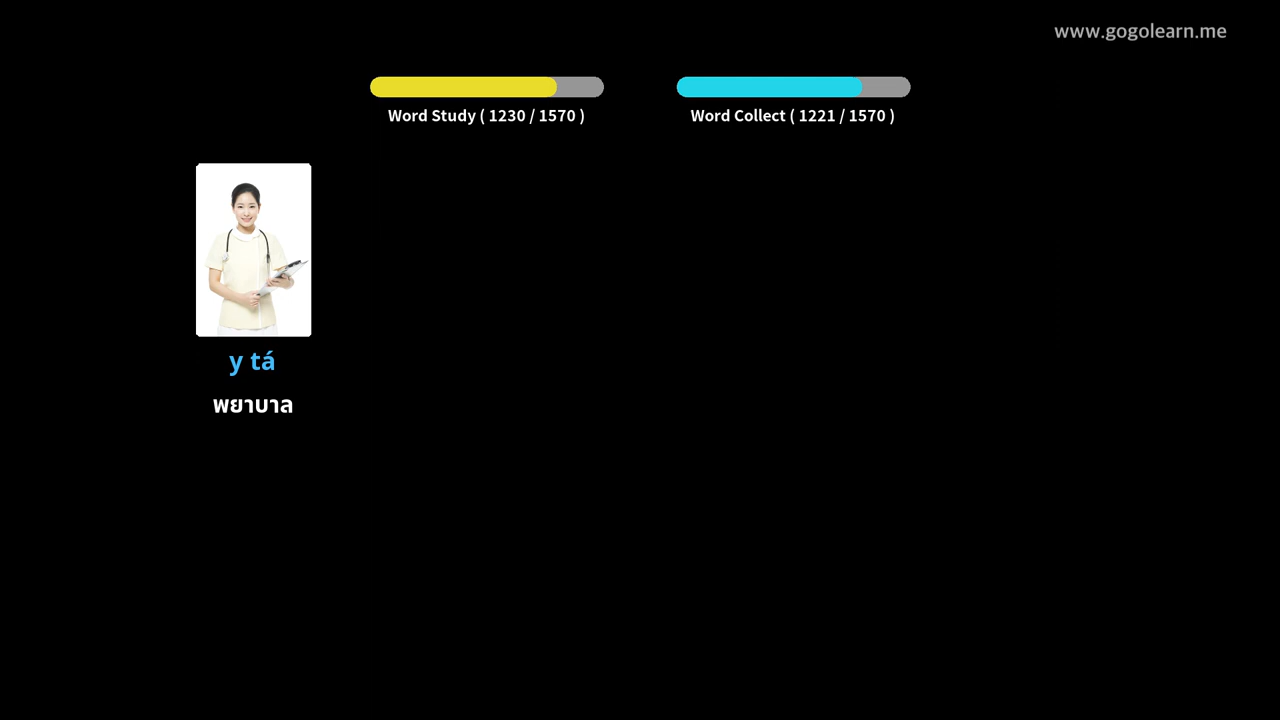 www.gogolearn.me
Word Study ( 1230 / 1570 )
Word Collect ( 1221 / 1570 )
y tá
พยาบาล